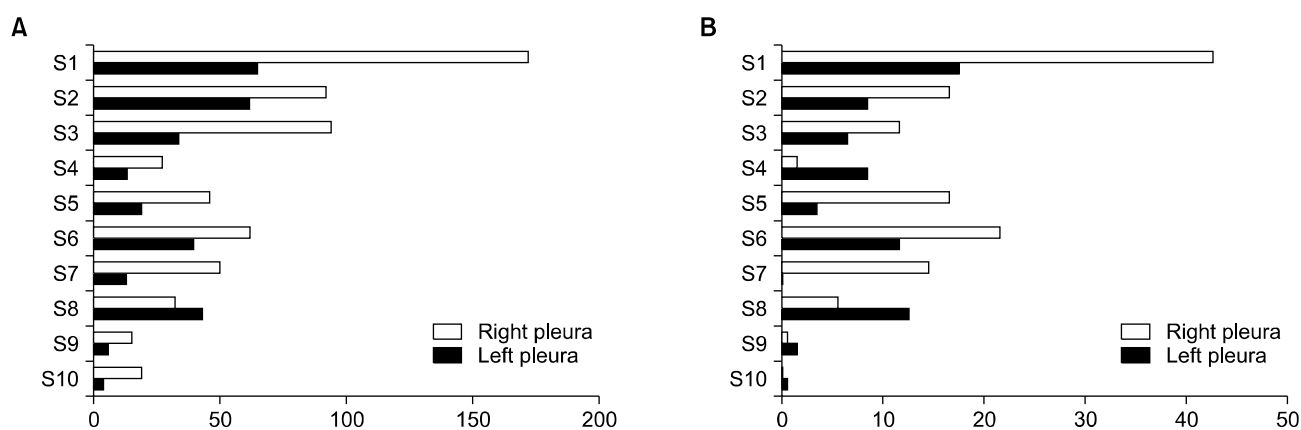 A
S1
S2
S3
S4
S5
S6
S7
S8
S9
S10
Right pleura
Left pleura
0 50 100 150 200
B
S1
S2
S3
S4
S5
S6
S7
S8
S9
S10
Right pleura
Left pleura
0 10 20 30 40 50